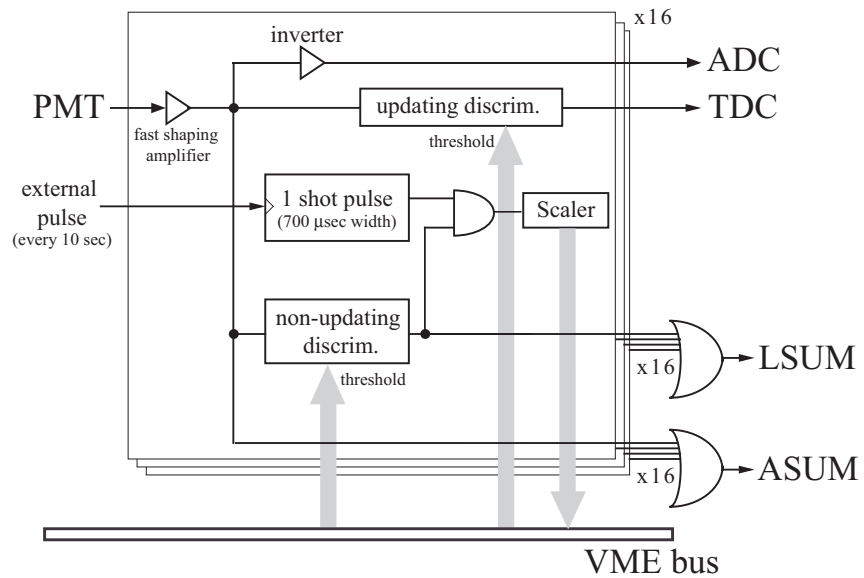 x16
inverter
ADC
PMT
updating discrim.
TDC
fast shaping
amplifier
threshold
external
pulse
(every 10 sec)
1 shot pulse
(700 μsec width)
Scaler
non-updating
discrim.
threshold
x16
LSUM
x16
ASUM
VME bus